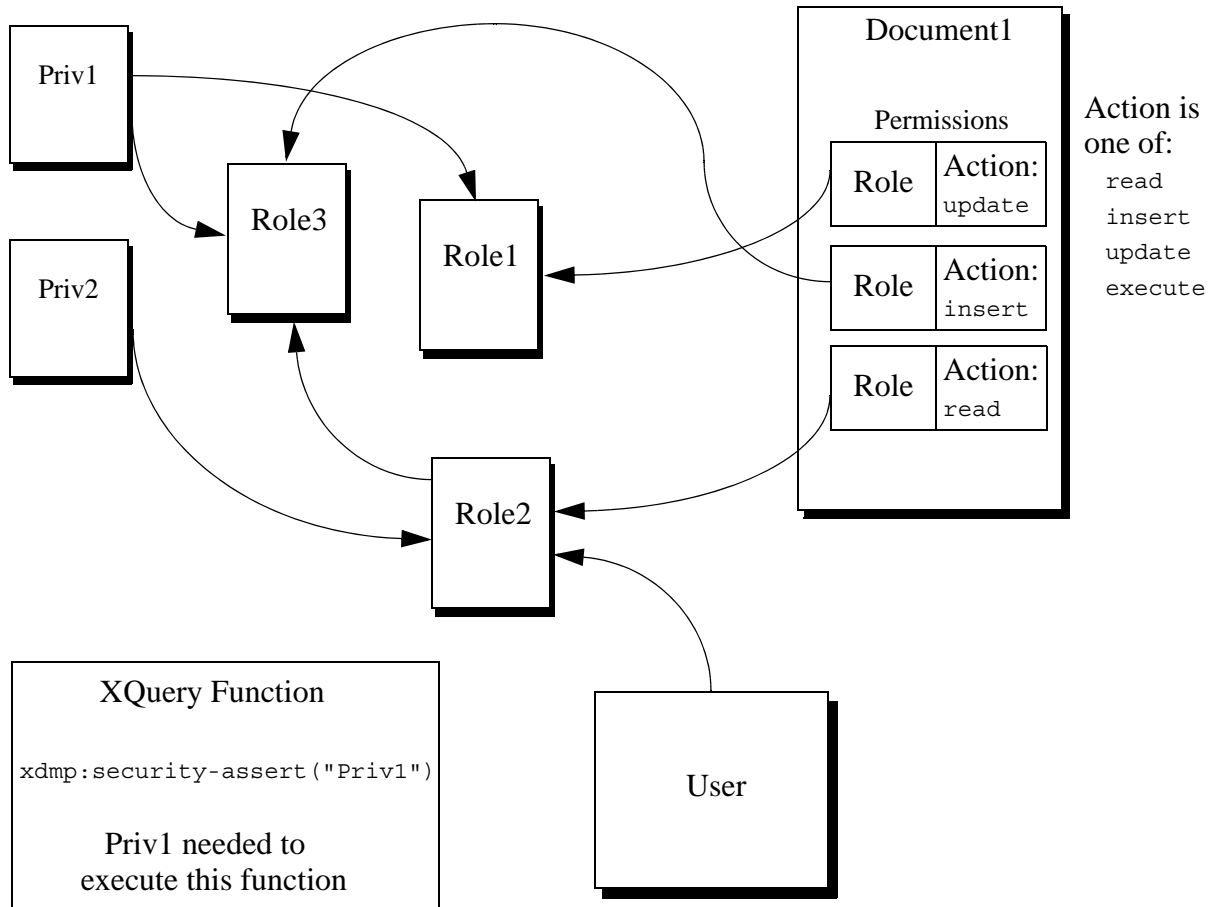 Priv1
Priv2
Role3
Role1
Role2
Document1
Permissions
Role
Action:
update
Role
Action:
insert
Role
Action:
read
Action is
one of:
read
insert
update
execute
XQuery Function
xdmp:security-assert("Priv1")
Priv1 needed to
execute this function
User